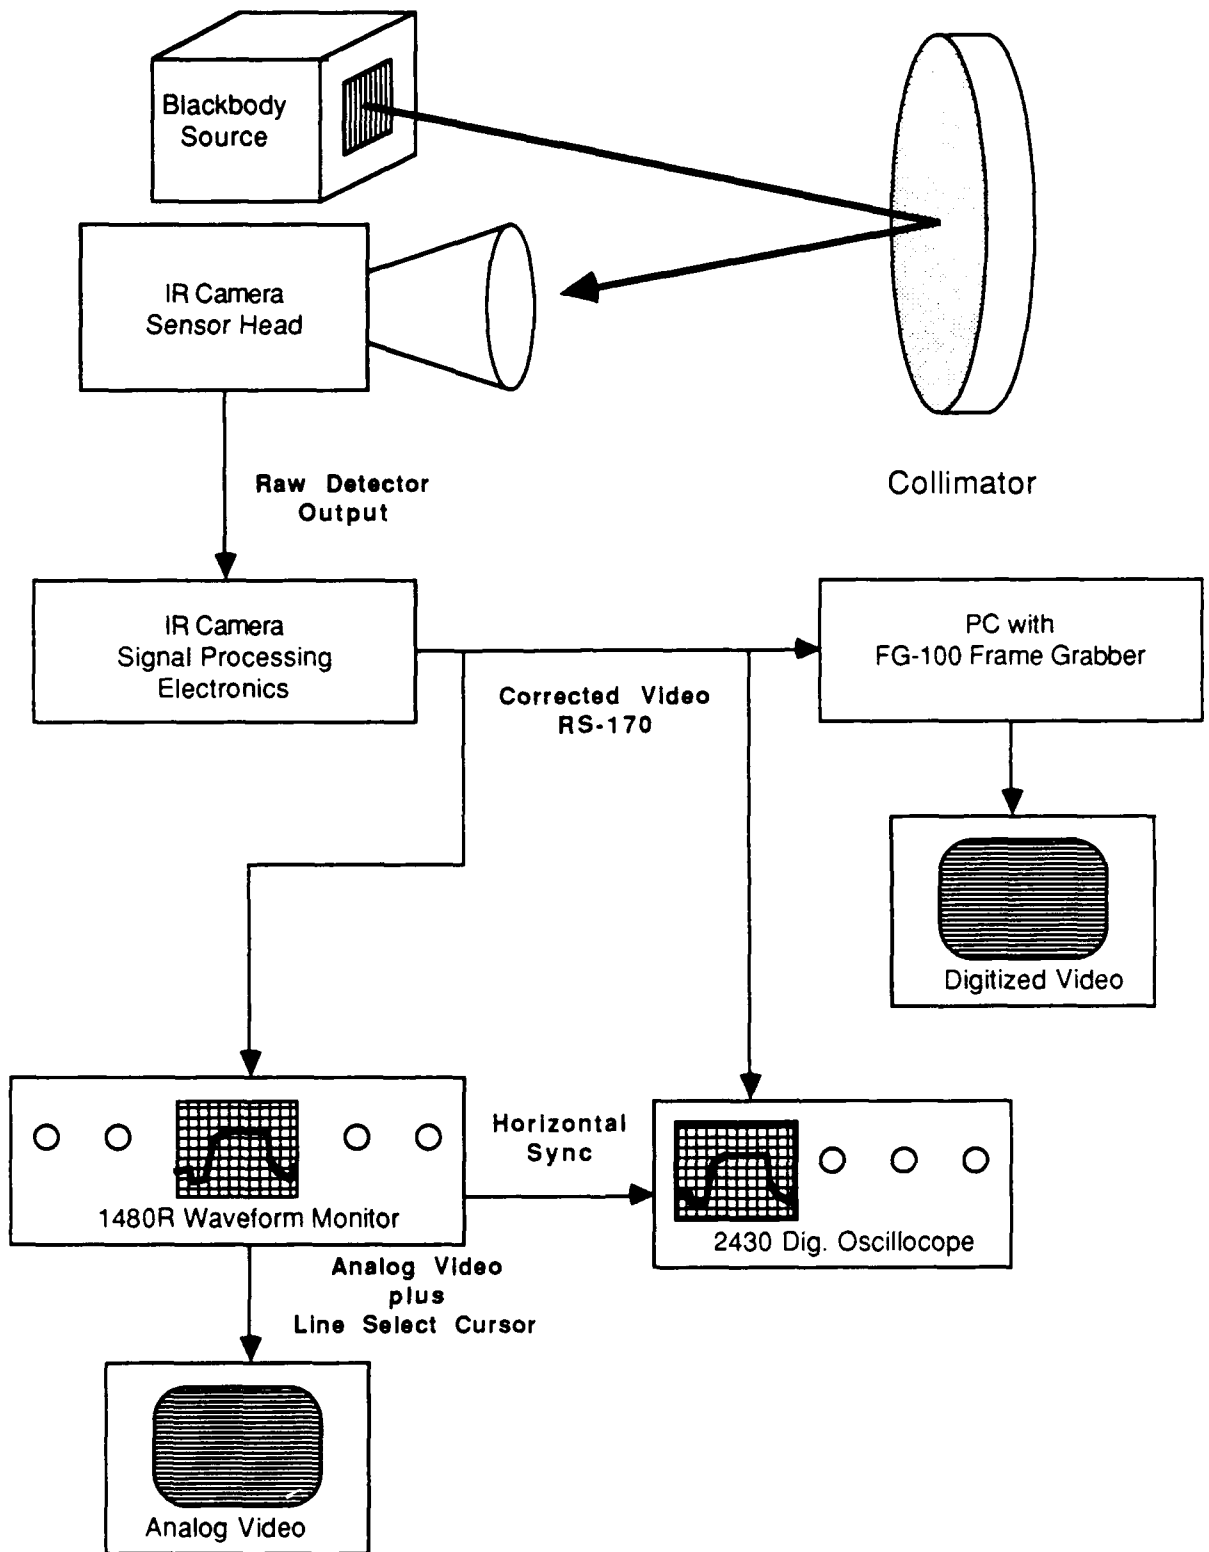 Blackbody
Source
IR Camera
Sensor Head
Raw Detector
Output
Collimator
IR Camera
Signal Processing
Electronics
Corrected Video
RS-170
PC with
FG-100 Frame Grabber
Digitized Video
1480R Waveform Monitor
Horizontal
Sync
2430 Dig. Oscillocope
Analog Video
plus
Line Select Cursor
Analog Video